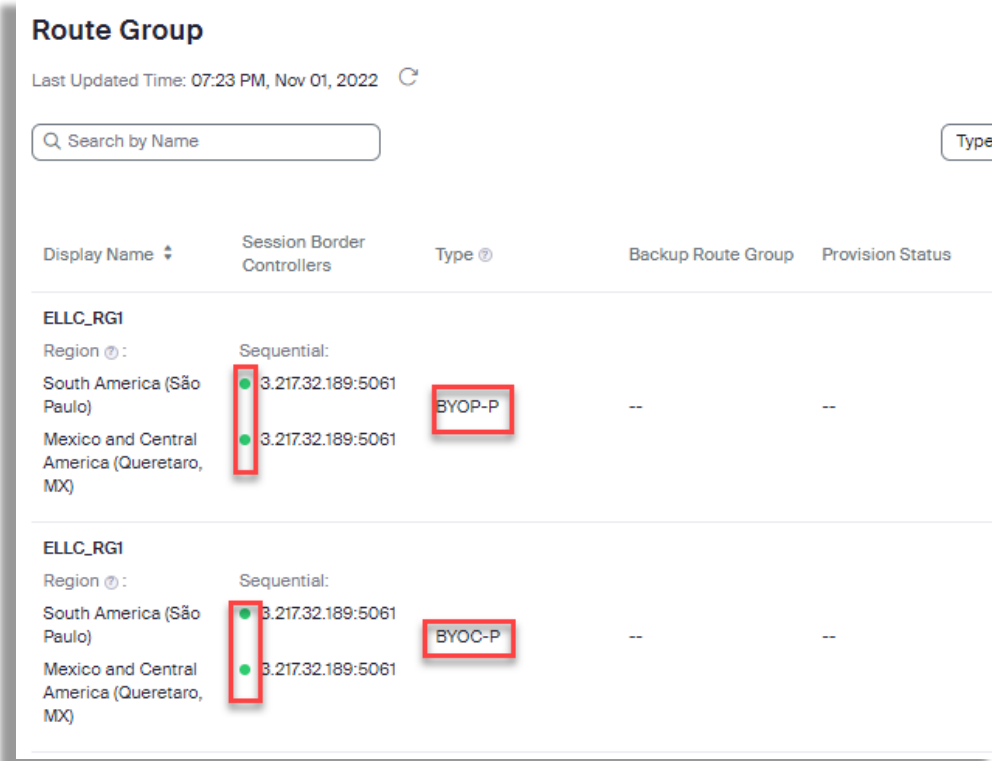 Route Group
Last Updated Time: 07:23 PM, Nov 01, 2022
Search by Name
Type
Display Name
Session Border
Controllers
Type
Backup Route Group
Provision Status
ELLC_RG1
Region ? :
Sequential:
South America (São
Paulo)
3.217.32.189:5061
Mexico and Central
America (Queretaro,
MX)
3.217.32.189:5061
BYOP-P
--
--
ELLC_RG1
Region ? :
Sequential:
South America (São
Paulo)
3.217.32.189:5061
Mexico and Central
America (Queretaro,
MX)
3.217.32.189:5061
BYOC-P
--
--